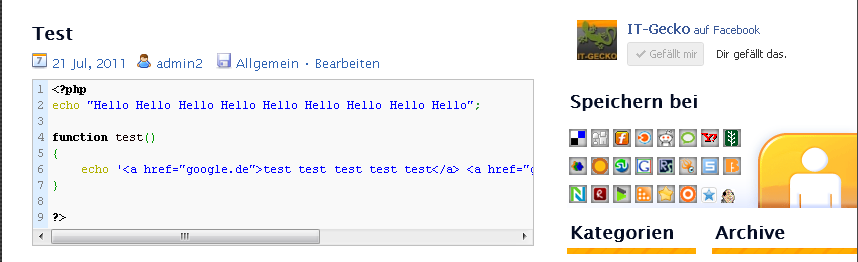 Test
21 Jul, 2011 admin2 Allgemein · Bearbeiten
1 <?php
2 echo "Hello Hello Hello Hello Hello Hello Hello Hello Hello";
3
4 function test()
5 {
6 echo '<a href="google.de">test test test test test</a> <a href="g
7 }
8
9 ?>
IT-Gecko auf Facebook
Gefällt mir Dir gefällt das.
IT-GECKO
Speichern bei
Kategorien
Archive